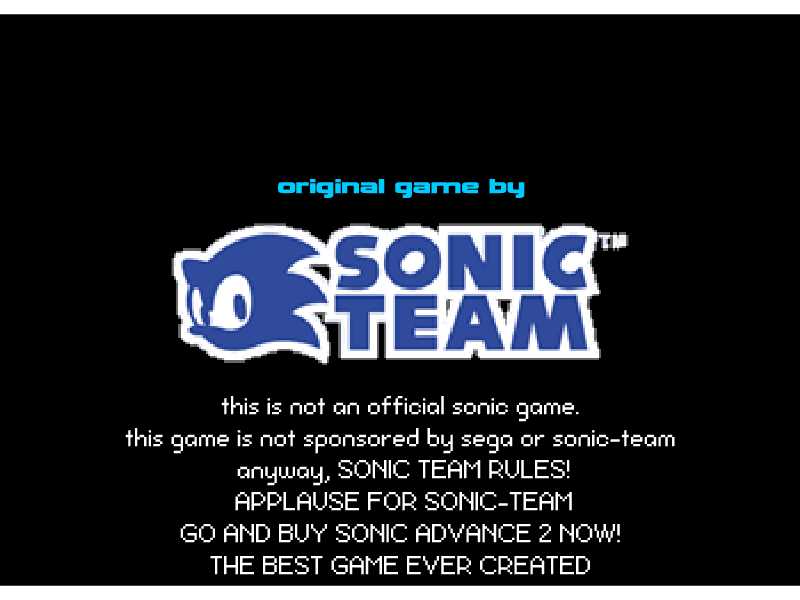 original game by
SONIC
TEAM
TM
this is not an official sonic game.
this game is not sponsored by sega or sonic-team
anyway, SONIC TEAM RULES!
APPLAUSE FOR SONIC-TEAM
GO AND BUY SONIC ADVANCE 2 NOW!
THE BEST GAME EVER CREATED